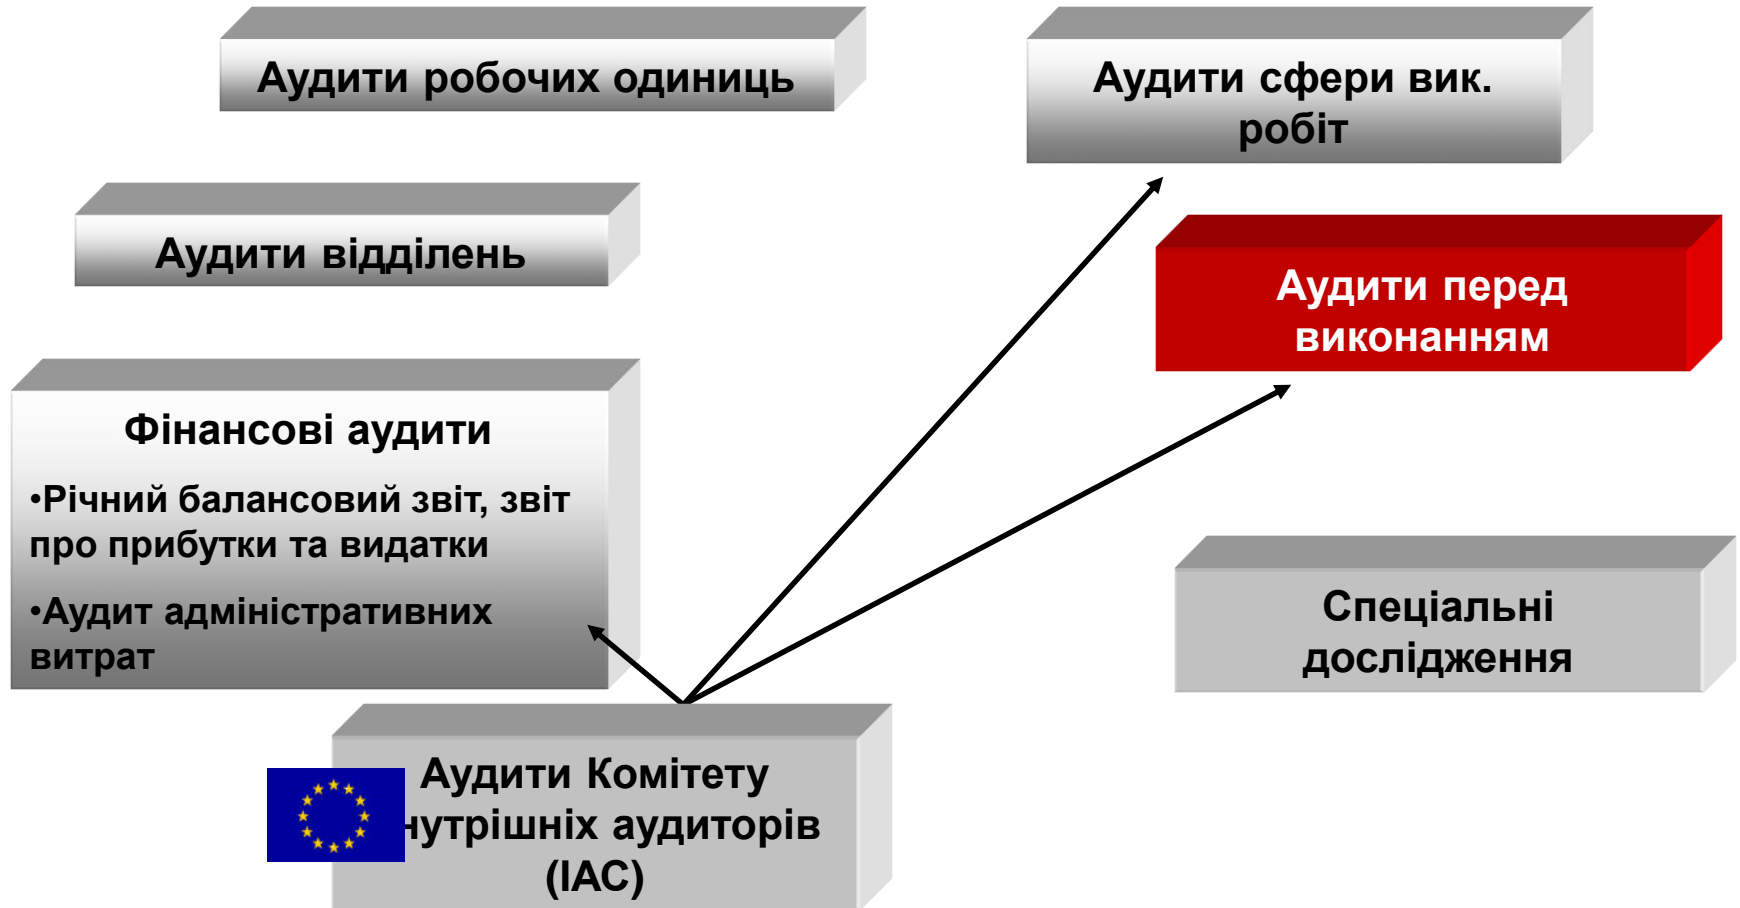 Аудити робочих одиниць
Аудити сфери вик.
робіт
Аудити відділень
Аудити перед
виконанням
Фінансові аудити
•Річний балансовий звіт, звіт
про прибутки та видатки
•Аудит адміністративних
витрат
Спеціальні
дослідження
Аудити Комітету
нутрішніх аудиторів
(IAC)